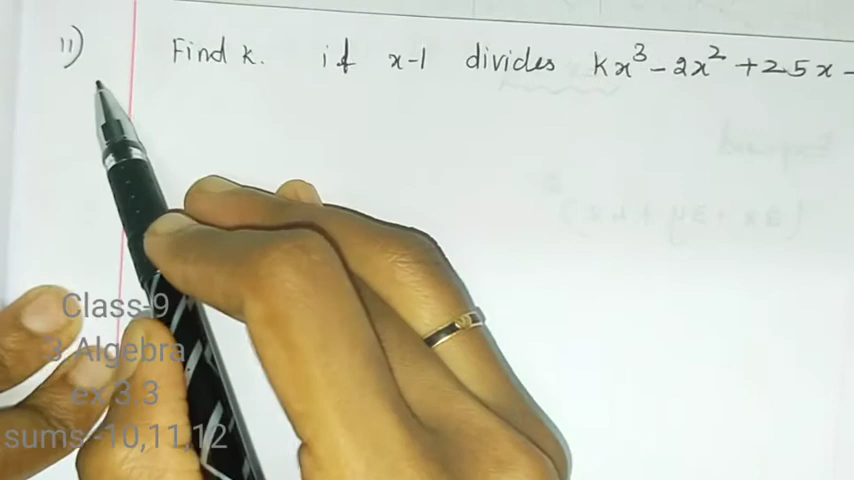 11) Find k. if x-1 divides kx³ - 2x² + 25x -
Class-9
3.Algebra
ex 3.3
sums:-10,11,12